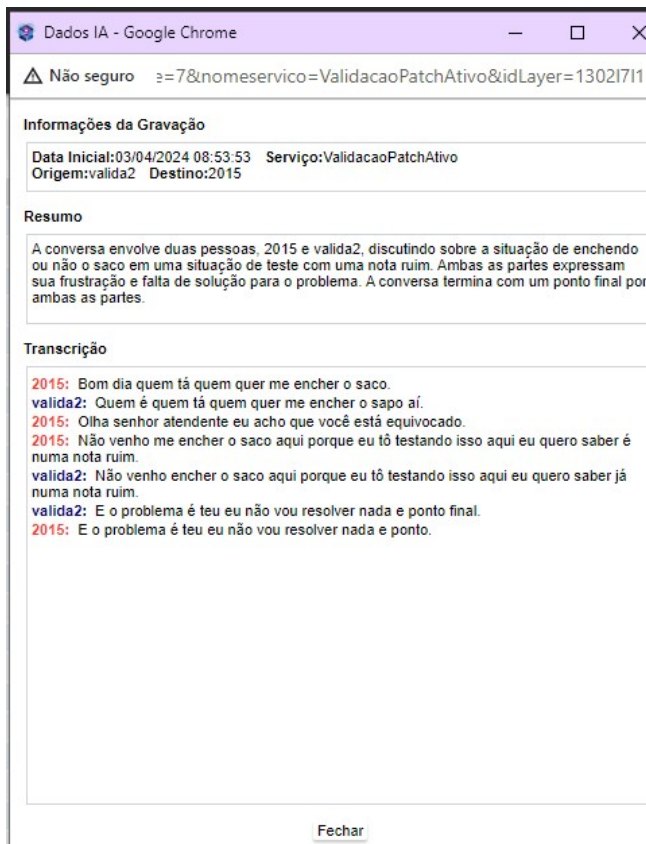 Dados IA - Google Chrome
Não seguro
e=7&nomeservico=ValidacaoPatchAtivo&idLayer=1302I7I1
Informações da Gravação
Data Inicial:03/04/2024 08:53:53 Serviço:ValidacaoPatchAtivo
Origem:valida2 Destino:2015
Resumo
A conversa envolve duas pessoas, 2015 e valida2, discutindo sobre a situação de enchendo
ou não o saco em uma situação de teste com uma nota ruim. Ambas as partes expressam
sua frustração e falta de solução para o problema. A conversa termina com um ponto final por
ambas as partes.
Transcrição
2015: Bom dia quem tá quem quer me encher o saco.
valida2: Quem é quem tá quem quer me encher o sapo aí.
2015: Olha senhor atendente eu acho que você está equivocado.
2015: Não venho me encher o saco aqui porque eu tô testando isso aqui eu quero saber é
numa nota ruim.
valida2: Não venho encher o saco aqui porque eu tô testando isso aqui eu quero saber já
numa nota ruim.
valida2: E o problema é teu eu não vou resolver nada e ponto final.
2015: E o problema é teu eu não vou resolver nada e ponto.
Fechar